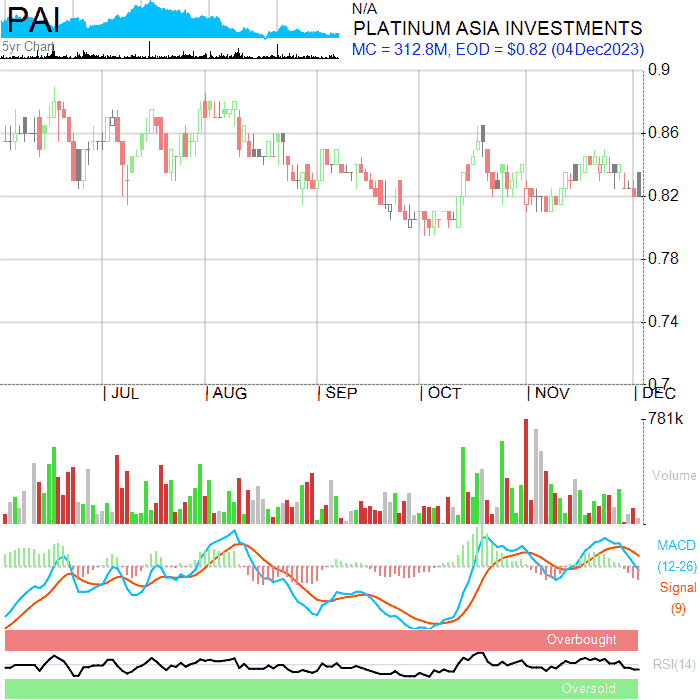 PAI
5yr Chart
N/A
PLATINUM ASIA INVESTMENTS
MC = 312.8M, EOD = $0.82 (04Dec2023)
0.9
0.86
0.82
0.78
0.74
0.7
JUL AUG SEP OCT NOV DEC
781k
Volume
MACD
(12-26)
Signal
(9)
Overbought
RSI(14)
Oversold